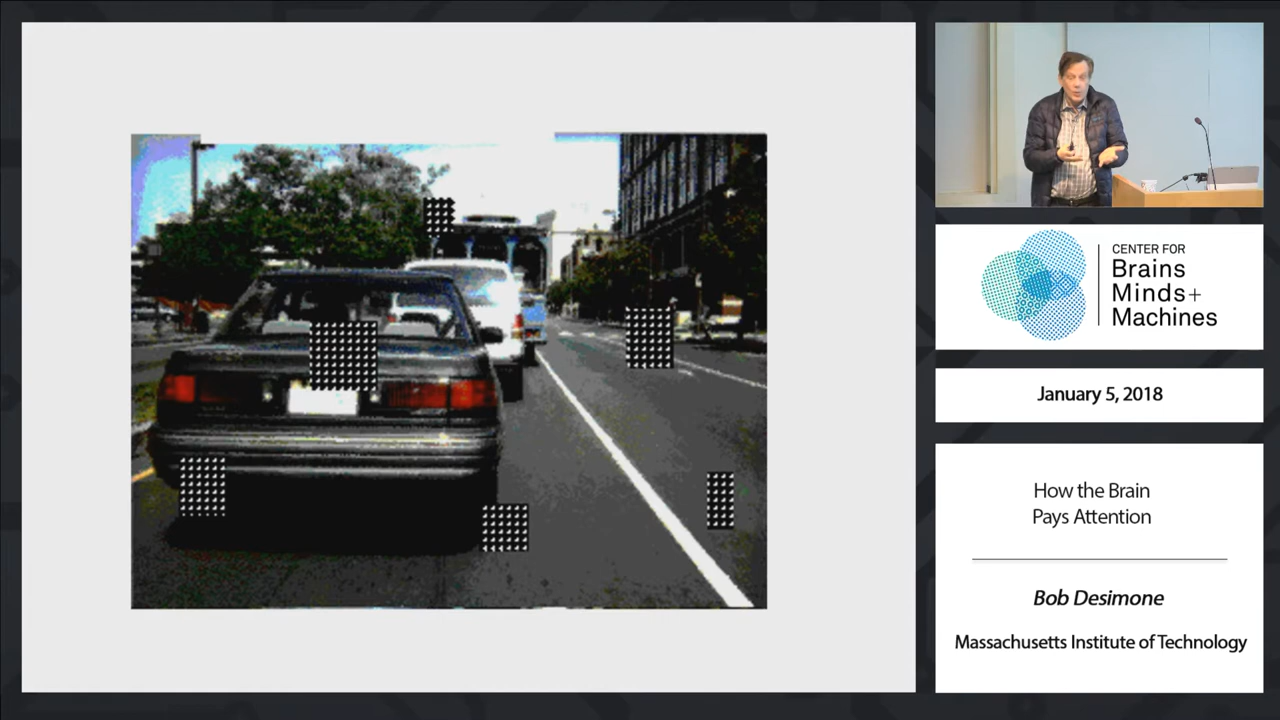 CENTER FOR
Brains
Minds+
Machines
January 5, 2018
How the Brain
Pays Attention
Bob Desimone
Massachusetts Institute of Technology